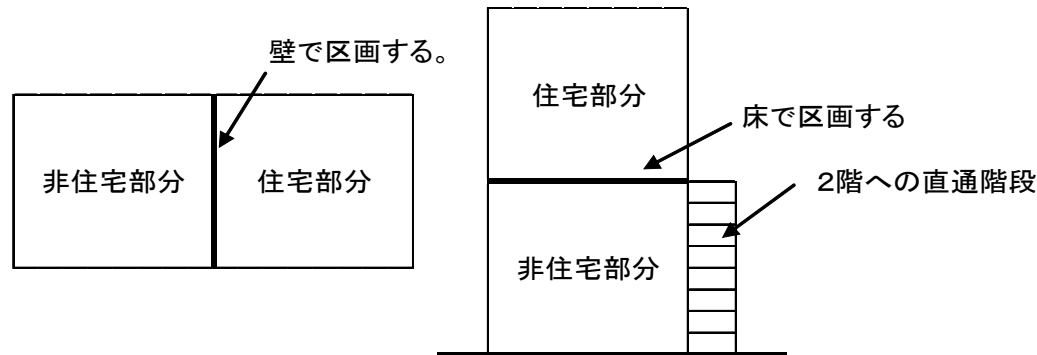 壁で区画する。
非住宅部分
住宅部分
住宅部分
床で区画する
2階への直通階段
非住宅部分